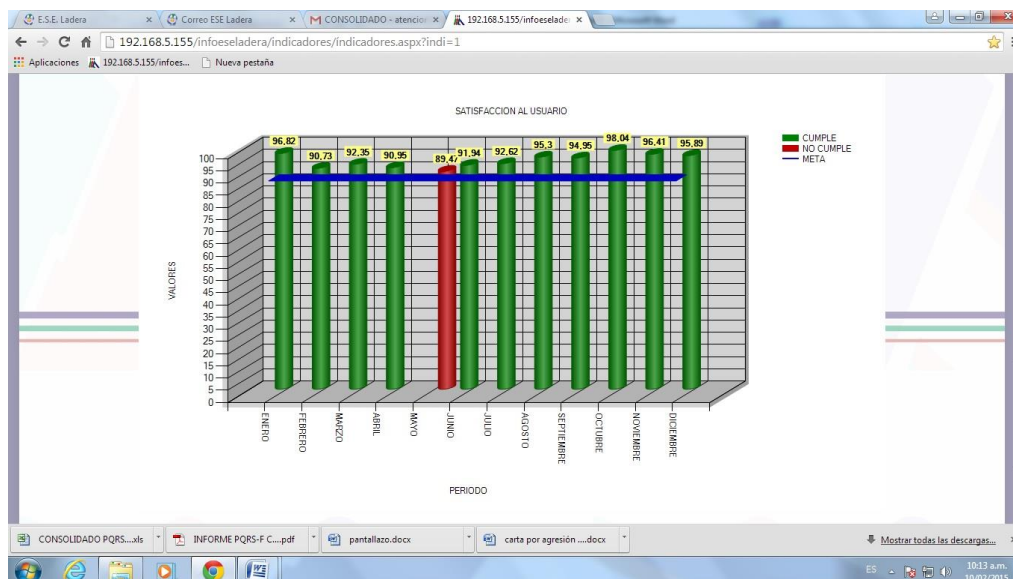 E.S.E. Ladera
Correo ESE Ladera
CONSOLIDADO - atencio
192.168.5.155/infoeselade
192.168.5.155/infoeseladera/indicadores/indicadores.aspx?indi=1
Aplicaciones
192.168.5.155/infoes...
Nueva pestaña
SATISFACCION AL USUARIO
CUMPLE
NO CUMPLE
META
96,82
90,73
92,35
90,95
89,47
91,94
92,62
95,3
94,95
98,04
96,41
95,89
100
95
90
85
80
75
70
65
60
55
50
45
40
35
30
25
20
15
10
5
0
VALORES
ENERO
FEBRERO
MARZO
ABRIL
MAYO
JUNIO
JULIO
AGOSTO
SEPTIEMBRE
OCTUBRE
NOVIEMBRE
DICIEMBRE
PERIODO
CONSOLIDADO PQRS....xls
INFORME PQRS-F C....pdf
pantallazo.docx
carta por agresión ....docx
Mostrar todas las descargas...
ES
10:13 a.m.
10/02/2015